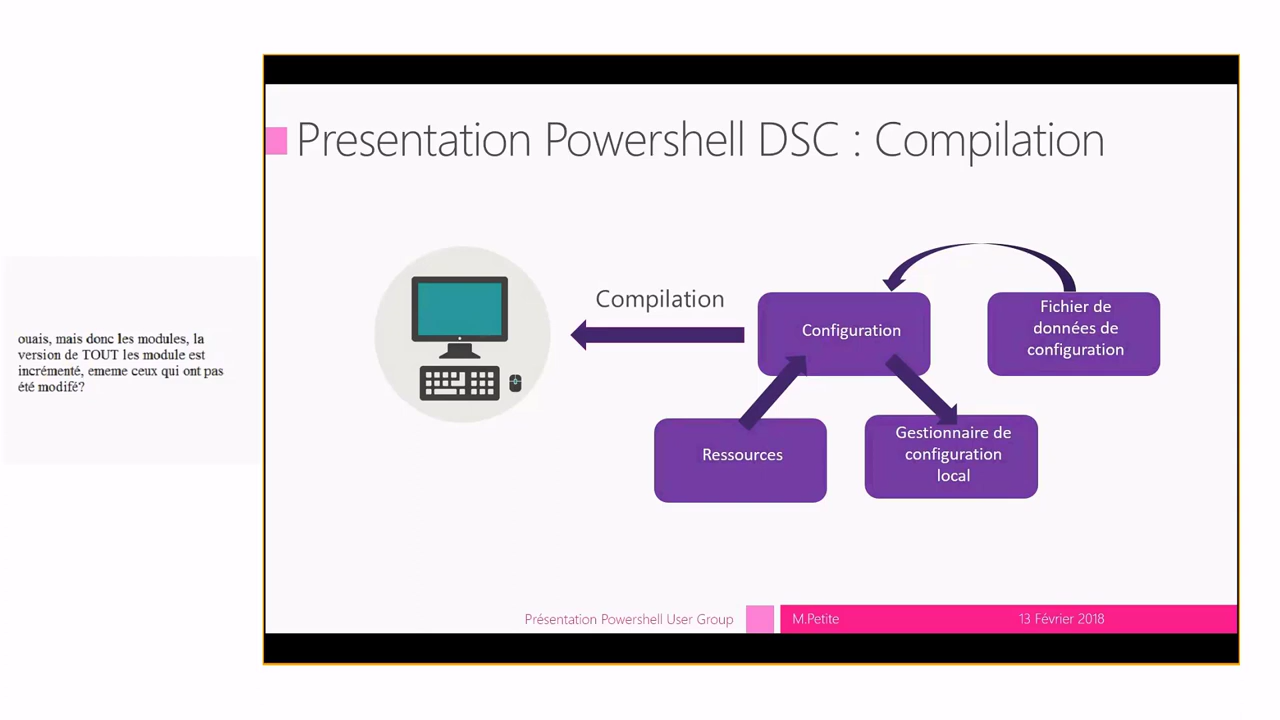 Presentation Powershell DSC : Compilation
ouais, mais donc les modules, la
version de TOUT les module est
incrémenté, ememe ceux qui ont pas
été modifé?
Compilation
Configuration
Fichier de
données de
configuration
Ressources
Gestionnaire de
configuration
local
Présentation Powershell User Group
M.Petite
13 Février 2018